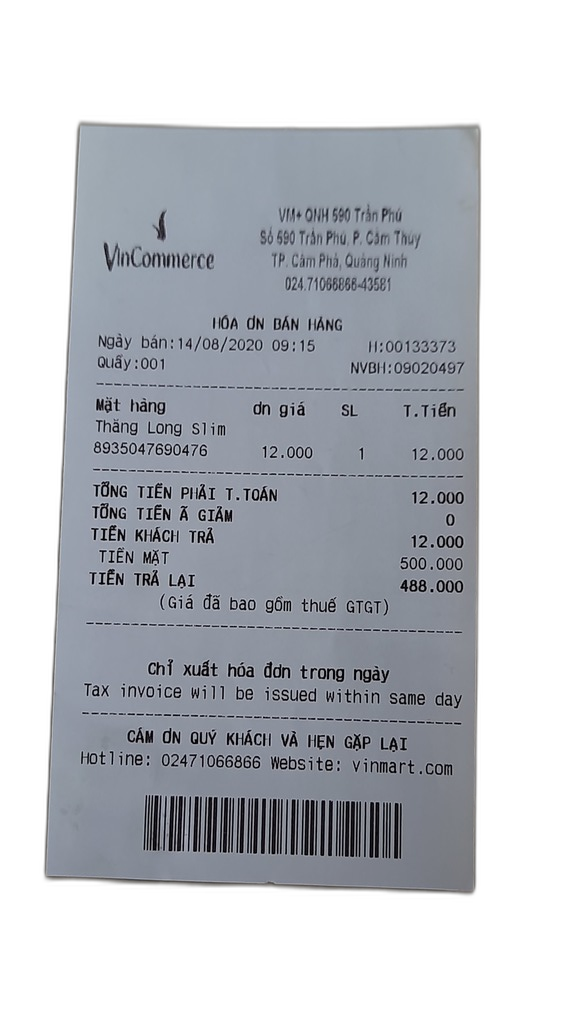 VinCommerce
VM+ QNH 590 Trần Phú
Số 590 Trần Phú, P. Cẩm Thủy
TP. Cẩm Phả, Quảng Ninh
024.71066866-43581
HÓA ƠN BÁN HÀNG
Ngày bán:14/08/2020 09:15 H:00133373
Quầy:001 NVBH:09020497
Mặt hàng ơn giá SL T.Tiền
Thăng Long Slim
8935047690476 12.000 1 12.000
TỔNG TIỀN PHẢI T.TOÁN 12.000
TỔNG TIỀN Ã GIẢM 0
TIỀN KHÁCH TRẢ 12.000
TIỀN MẶT 500.000
TIỀN TRẢ LẠI 488.000
(Giá đã bao gồm thuế GTGT)
Chỉ xuất hóa đơn trong ngày
Tax invoice will be issued within same day
CẢM ƠN QUÝ KHÁCH VÀ HẸN GẶP LẠI
Hotline: 02471066866 Website: vinmart.com